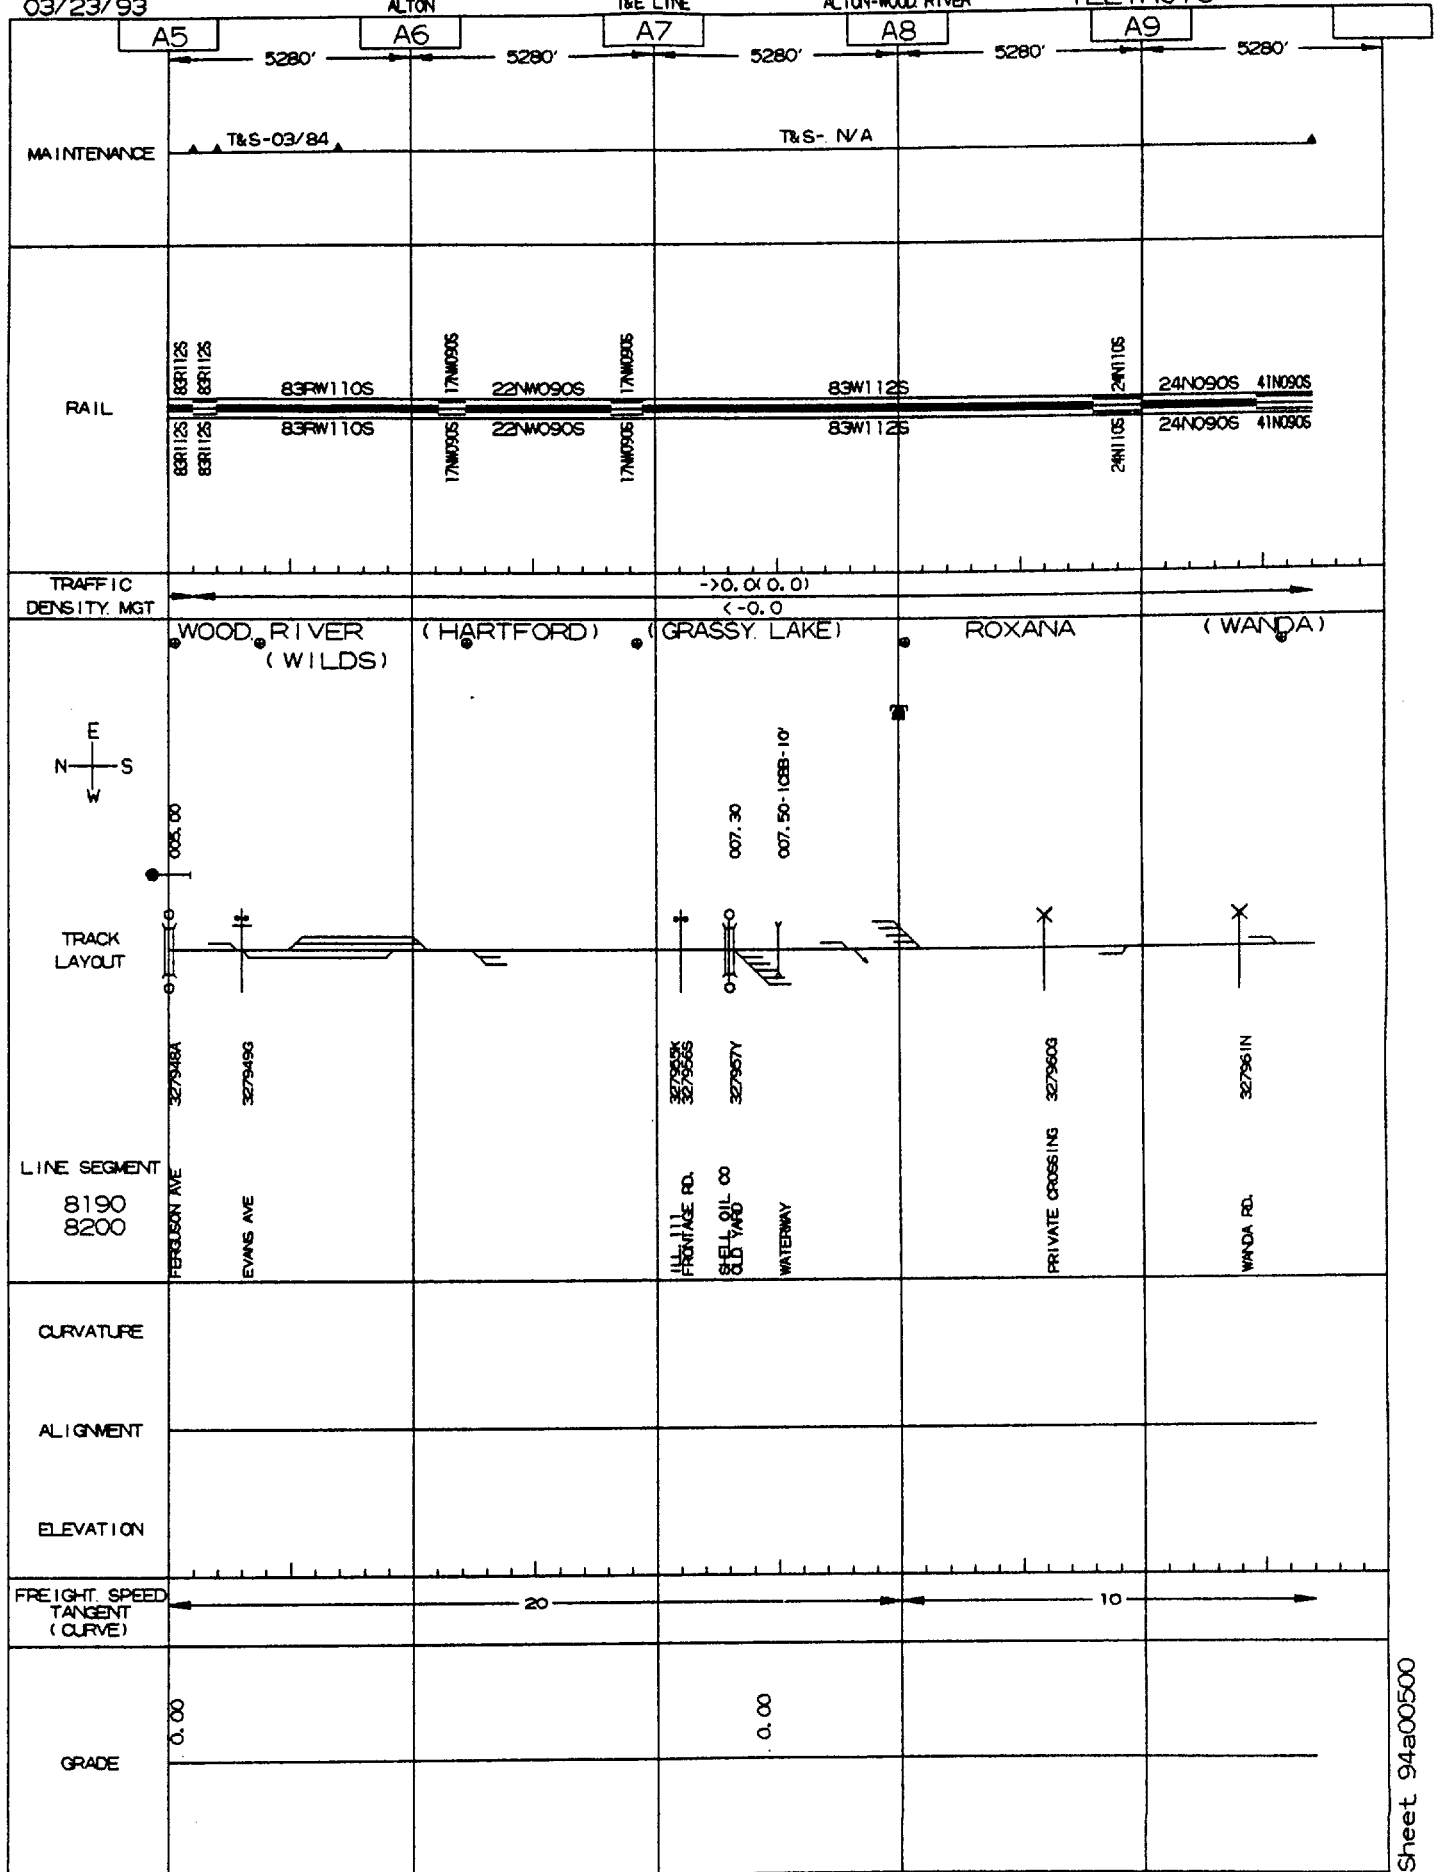 03/23/93
ALTON
T&E LINE
ALTON-WOOD RIVER
A5
A6
A7
A8
A9
5280'
5280'
5280'
5280'
5280'
MAINTENANCE
T&S-03/84
T&S- N/A
RAIL
83R112S
83R112S
83RW110S
17NW090S
22NW090S
17NW090S
83W112S
24N110S
24N090S
41N090S
83R112S
83R112S
83RW110S
17NW090S
22NW090S
17NW090S
83W112S
24N110S
24N090S
41N090S
TRAFFIC
DENSITY. MGT
->0.0(0.0)
<-0.0
WOOD. RIVER
(WILDS)
(HARTFORD)
(GRASSY. LAKE)
ROXANA
(WANDA)
E
N
S
W
005.00
007.30
007.50-1CBB-10'
TRACK
LAYOUT
327948A
327949G
327955K
327956S
327957Y
327960G
327961N
LINE SEGMENT
8190
8200
FERGUSON AVE
EVANS AVE
ILL 111
FRONTAGE RD.
SHELL OIL CO
OLD YARD
WATERWAY
PRIVATE CROSSING
WANDA RD.
CURVATURE
ALIGNMENT
ELEVATION
FREIGHT. SPEED
TANGENT
(CURVE)
20
10
GRADE
0.00
0.00
Sheet 94a00500